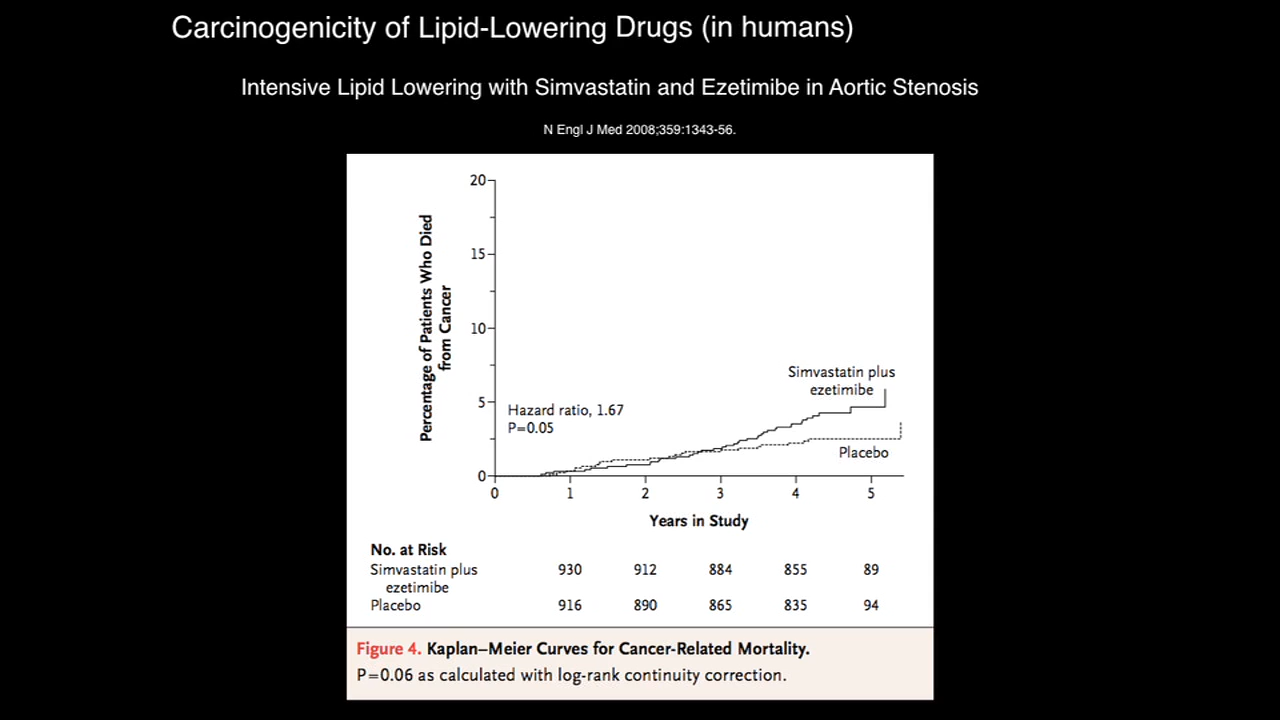 Carcinogenicity of Lipid-Lowering Drugs (in humans)
Intensive Lipid Lowering with Simvastatin and Ezetimibe in Aortic Stenosis
N Engl J Med 2008;359:1343-56.
Percentage of Patients Who Died
from Cancer
20
15
10
5
0
Hazard ratio, 1.67
P=0.05
Simvastatin plus
ezetimibe
Placebo
0 1 2 3 4 5
Years in Study
No. at Risk
Simvastatin plus
ezetimibe 930 912 884 855 89
Placebo 916 890 865 835 94
Figure 4. Kaplan–Meier Curves for Cancer-Related Mortality.
P=0.06 as calculated with log-rank continuity correction.